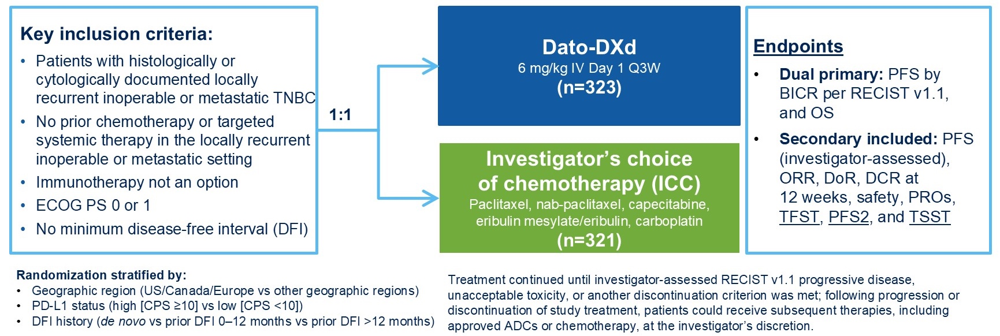 Key inclusion criteria:
• Patients with histologically or
cytologically documented locally
recurrent inoperable or metastatic TNBC
• No prior chemotherapy or targeted
systemic therapy in the locally recurrent
inoperable or metastatic setting
• Immunotherapy not an option
• ECOG PS 0 or 1
• No minimum disease-free interval (DFI)
1:1
Dato-DXd
6 mg/kg IV Day 1 Q3W
(n=323)
Investigator’s choice
of chemotherapy (ICC)
Paclitaxel, nab-paclitaxel, capecitabine,
eribulin mesylate/eribulin, carboplatin
(n=321)
Endpoints
• Dual primary: PFS by
BICR per RECIST v1.1,
and OS
• Secondary included: PFS
(investigator-assessed),
ORR, DoR, DCR at
12 weeks, safety, PROs,
TFST, PFS2, and TSST
Randomization stratified by:
• Geographic region (US/Canada/Europe vs other geographic regions)
• PD-L1 status (high [CPS ≥10] vs low [CPS <10])
• DFI history (de novo vs prior DFI 0–12 months vs prior DFI >12 months)
Treatment continued until investigator-assessed RECIST v1.1 progressive disease,
unacceptable toxicity, or another discontinuation criterion was met; following progression or
discontinuation of study treatment, patients could receive subsequent therapies, including
approved ADCs or chemotherapy, at the investigator’s discretion.